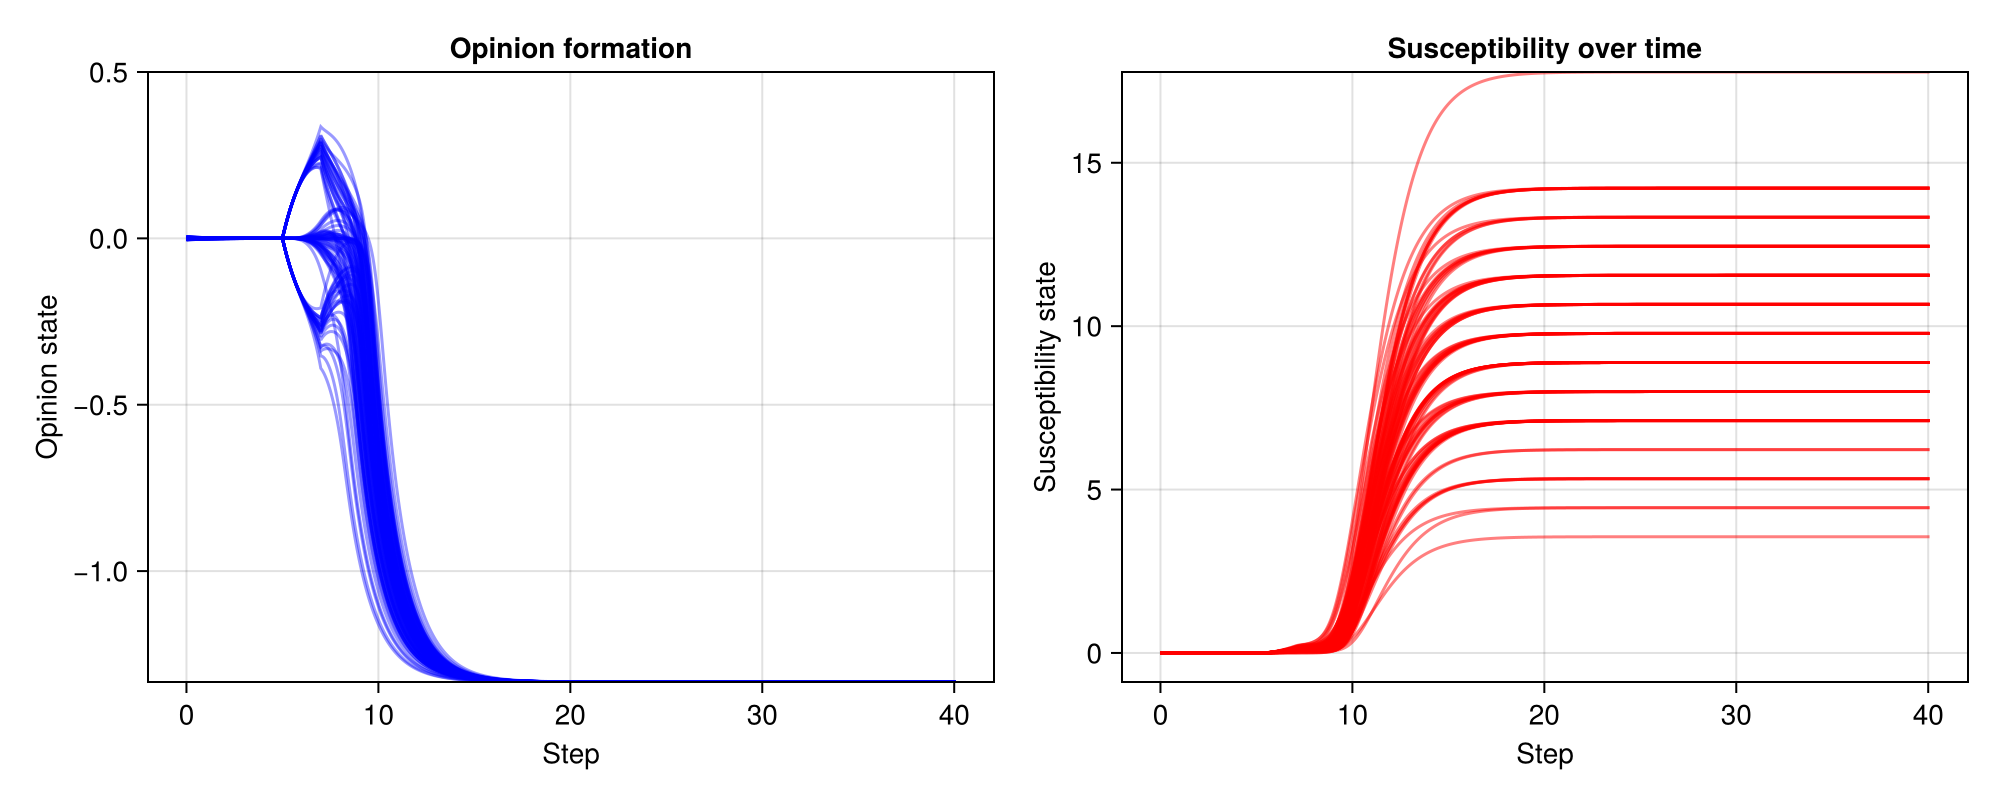 Opinion formation
0.5
0.0
−0.5
−1.0
Opinion state
0 10 20 30 40
Step
Susceptibility over time
15
10
5
0
Susceptibility state
0 10 20 30 40
Step